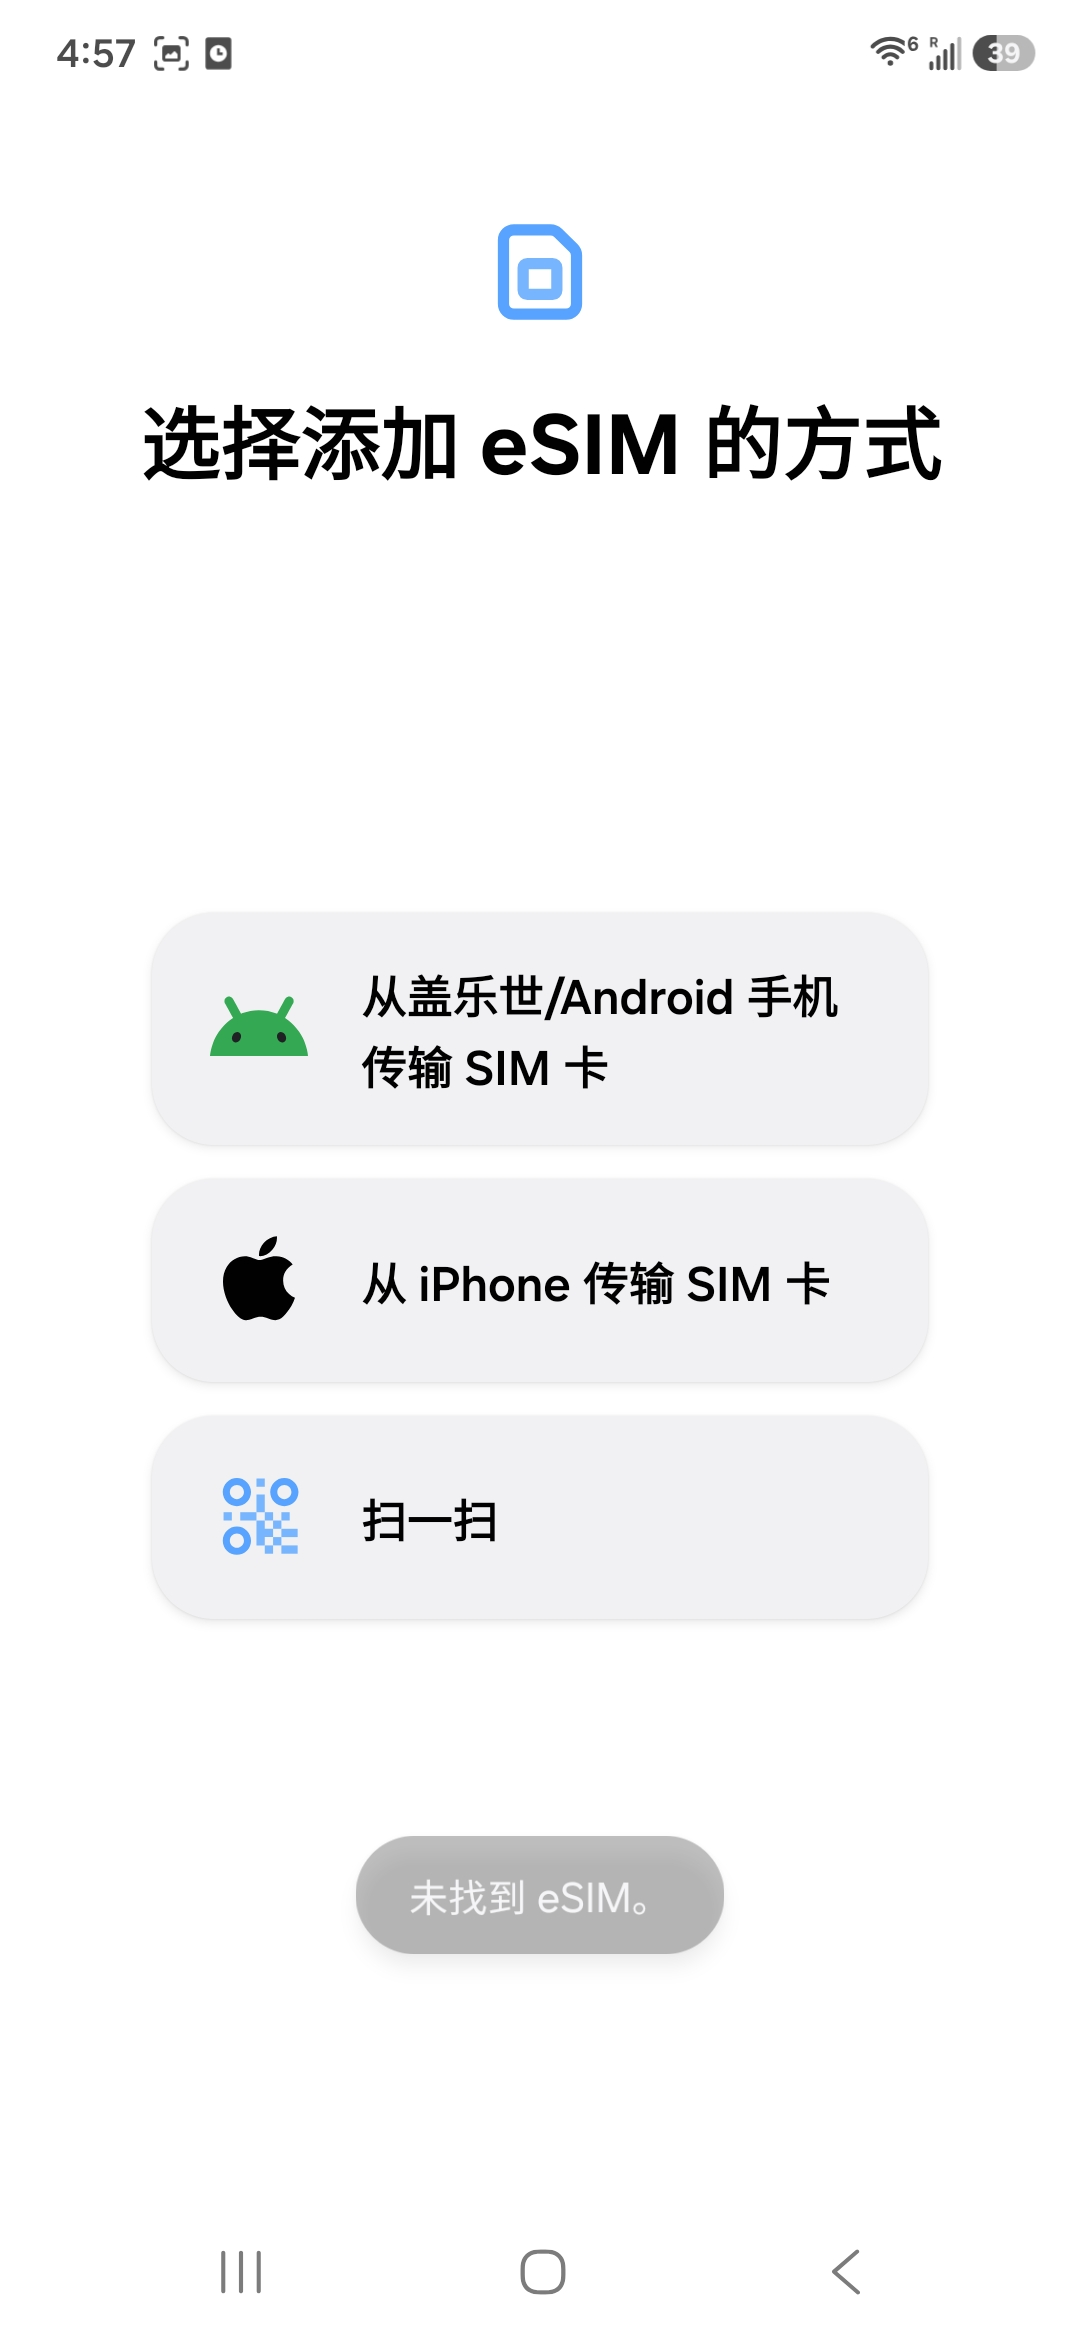 4:57
6 R 39
选择添加 eSIM 的方式
从盖乐世/Android 手机
传输 SIM 卡
从 iPhone 传输 SIM 卡
扫一扫
未找到 eSIM。